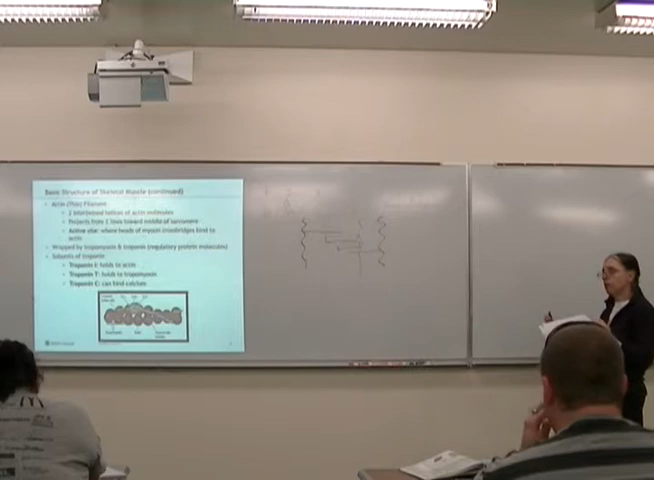 Basic Structure of Skeletal Muscle (continued)
Actin (Thin) Filament
2 intertwined helices of actin molecules
Projects from Z lines toward middle of sarcomere
Active site: where heads of myosin crossbridges bind to
actin
Wrapped by tropomyosin & troponin (regulatory protein molecules)
Subunits of troponin
Troponin I: holds to actin
Troponin T: holds to tropomyosin
Troponin C: can bind calcium